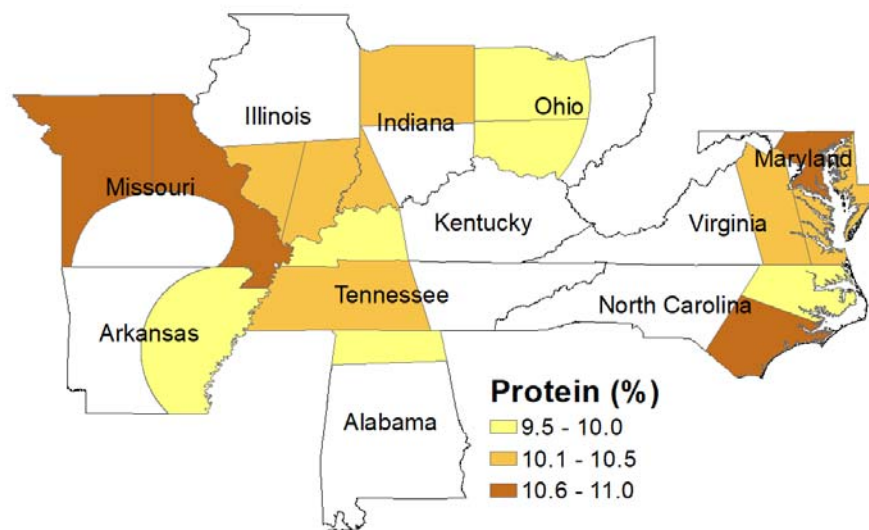 Illinois
Indiana
Ohio
Missouri
Maryland
Kentucky
Virginia
Tennessee
North Carolina
Arkansas
Alabama
Protein (%)
9.5 - 10.0
10.1 - 10.5
10.6 - 11.0